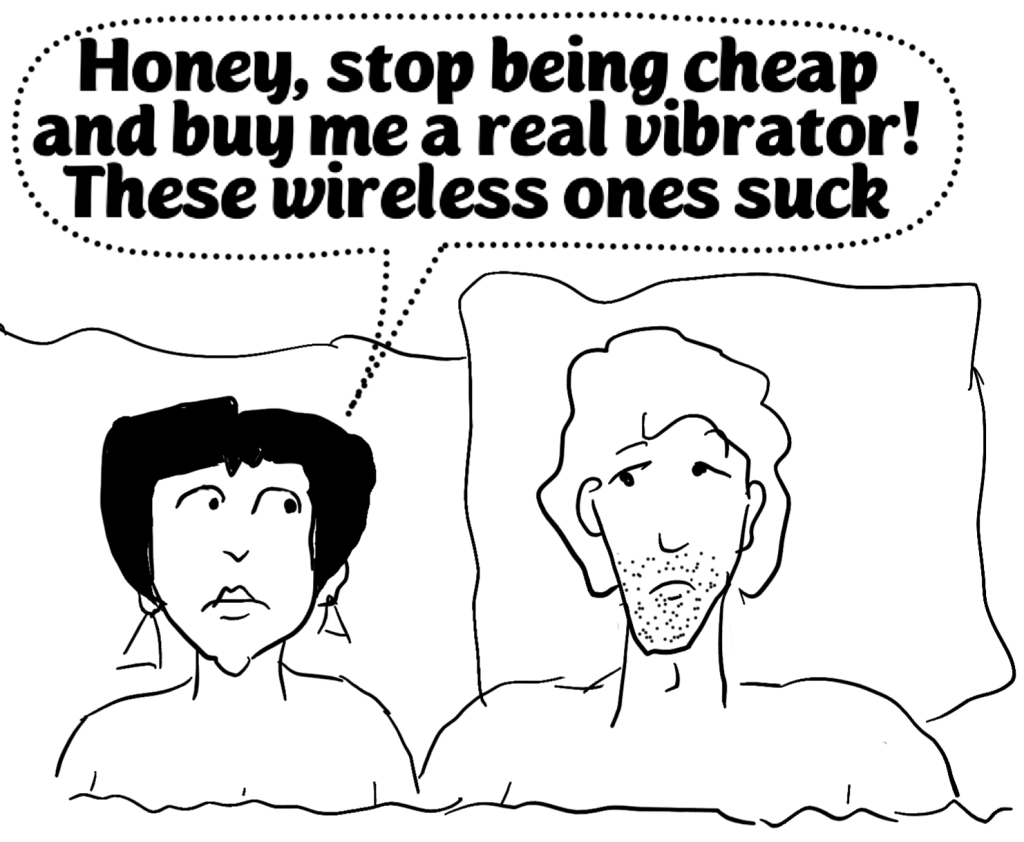 Honey, stop being cheap
and buy me a real vibrator!
These wireless ones suck